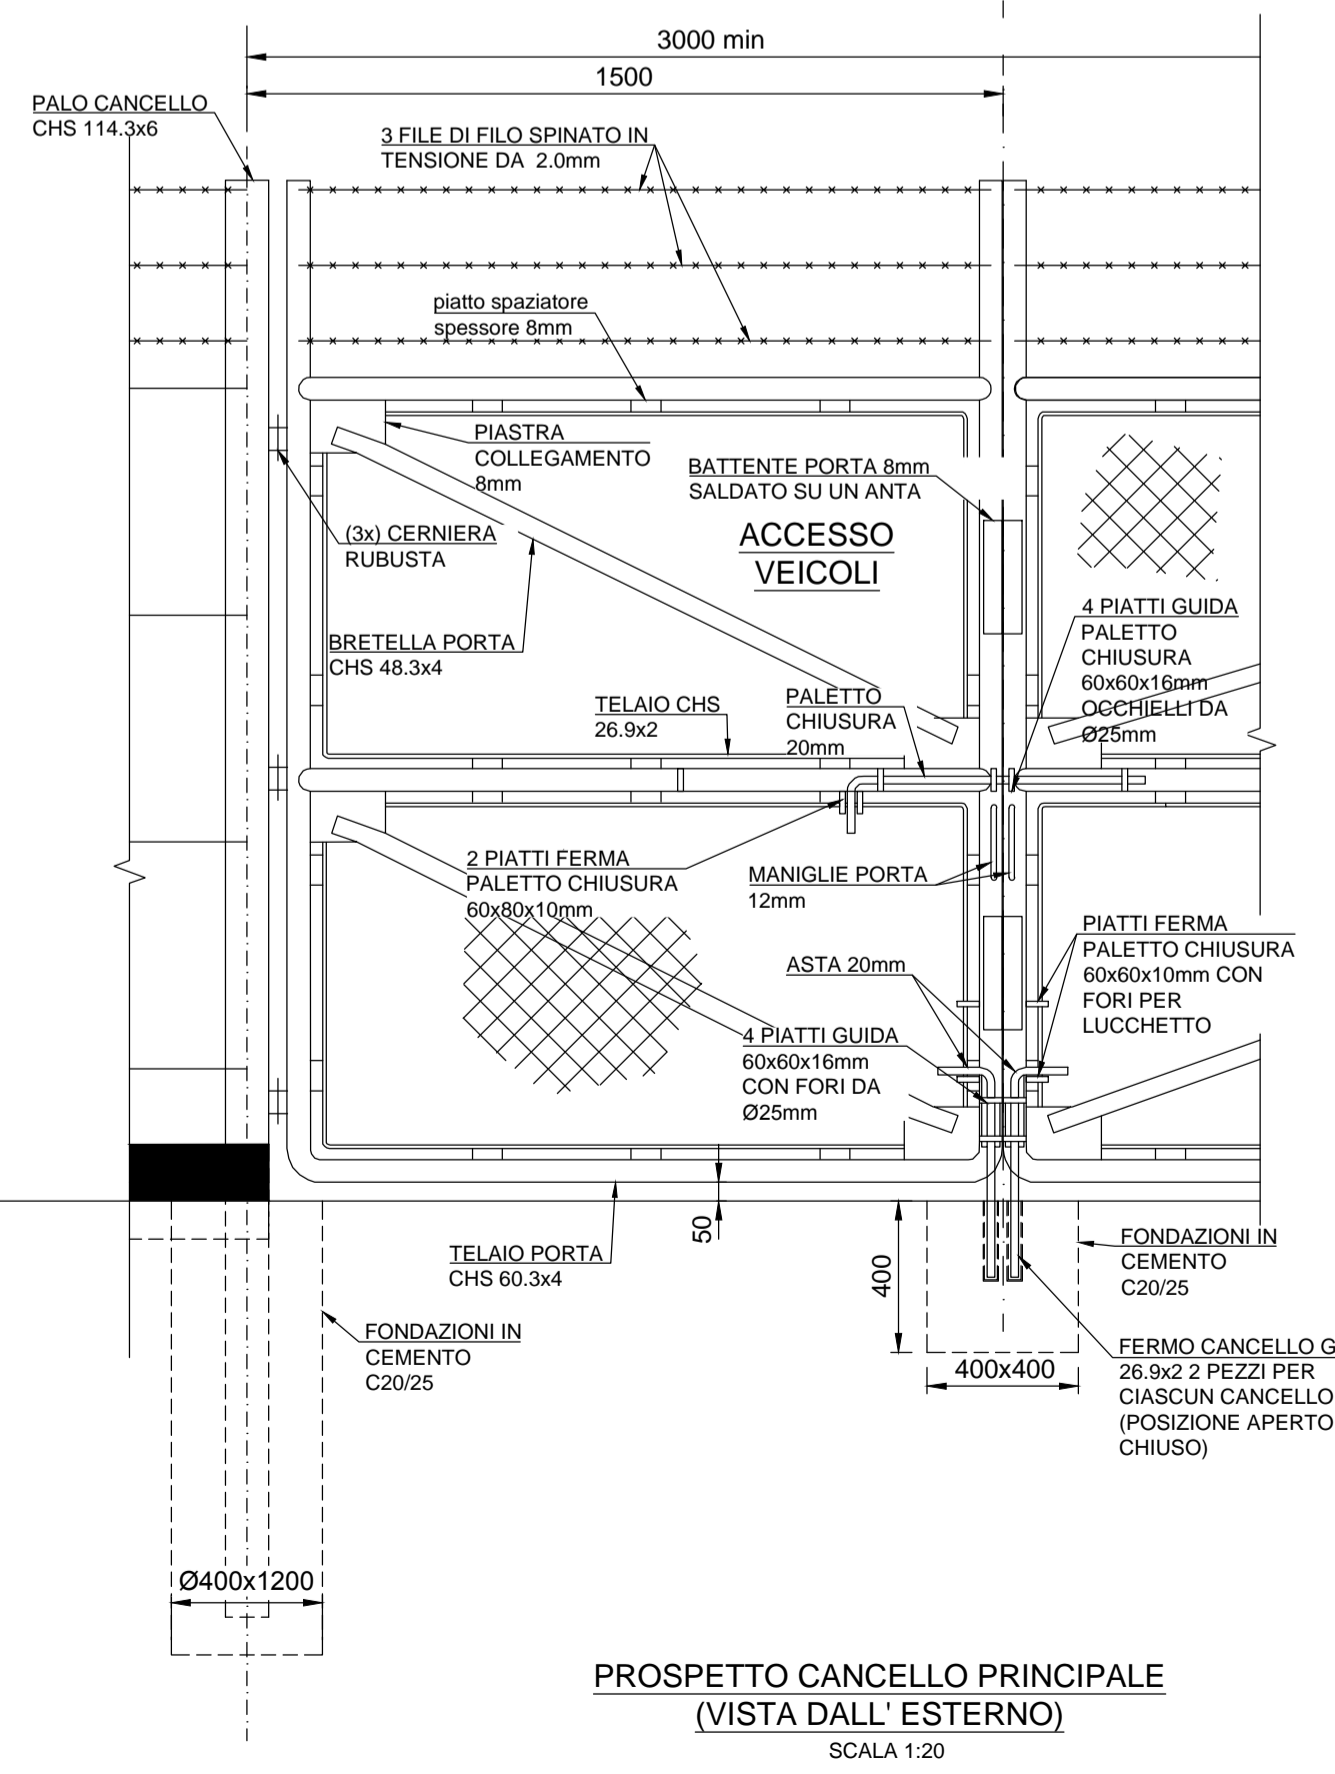 3000 min
1500
PALO CANCELLO
CHS 114.3x6
3 FILE DI FILO SPINATO IN
TENSIONE DA 2.0mm
piatto spaziatore
spessore 8mm
PIASTRA
COLLEGAMENTO
8mm
BATTENTE PORTA 8mm
SALDATO SU UN ANTA
(3x) CERNIERA
RUBUSTA
ACCESSO
VEICOLI
BRETELLA PORTA
CHS 48.3x4
4 PIATTI GUIDA
PALETTO
CHIUSURA
60x60x16mm
OCCHIELLI DA
Ø25mm
TELAIO CHS
26.9x2
PALETTO
CHIUSURA
20mm
2 PIATTI FERMA
PALETTO CHIUSURA
60x80x10mm
MANIGLIE PORTA
12mm
PIATTI FERMA
PALETTO CHIUSURA
60x60x10mm CON
FORI PER
LUCCHETTO
ASTA 20mm
4 PIATTI GUIDA
60x60x16mm
CON FORI DA
Ø25mm
50
400
TELAIO PORTA
CHS 60.3x4
FONDAZIONI IN
CEMENTO
C20/25
FONDAZIONI IN
CEMENTO
C20/25
400x400
FERMO CANCELLO G
26.9x2 2 PEZZI PER
CIASCUN CANCELLO
(POSIZIONE APERTO
CHIUSO)
Ø400x1200
PROSPETTO CANCELLO PRINCIPALE
(VISTA DALL' ESTERNO)
SCALA 1:20